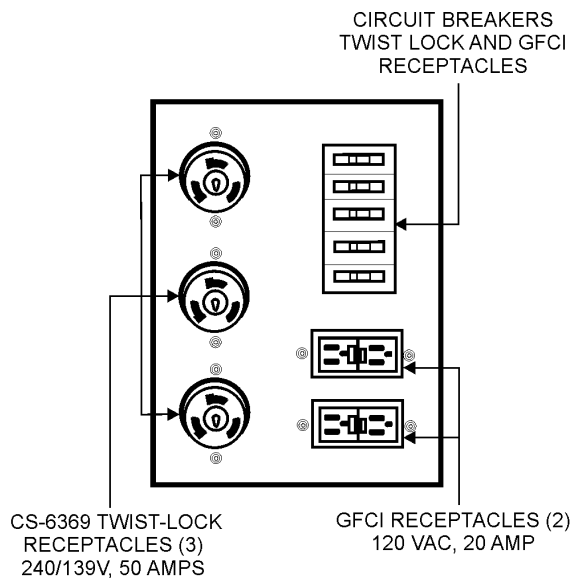 CIRCUIT BREAKERS
TWIST LOCK AND GFCI
RECEPTACLES
CS-6369 TWIST-LOCK
RECEPTACLES (3)
240/139V, 50 AMPS
GFCI RECEPTACLES (2)
120 VAC, 20 AMP